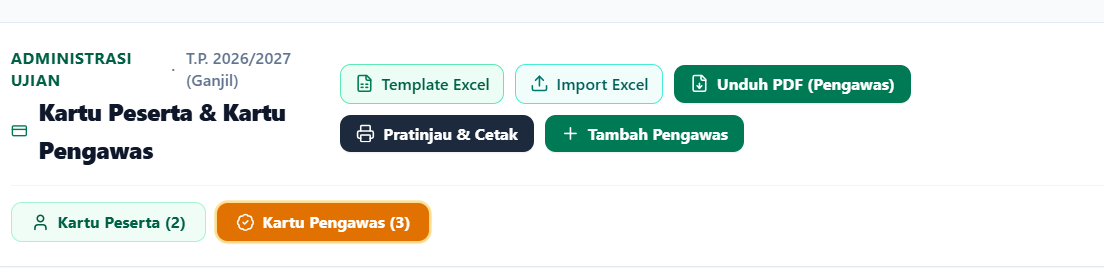 ADMINISTRASI UJIAN
·
T.P. 2026/2027 (Ganjil)
Kartu Peserta & Kartu
Pengawas
Template Excel
Import Excel
Unduh PDF (Pengawas)
Pratinjau & Cetak
Tambah Pengawas
Kartu Peserta (2)
Kartu Pengawas (3)